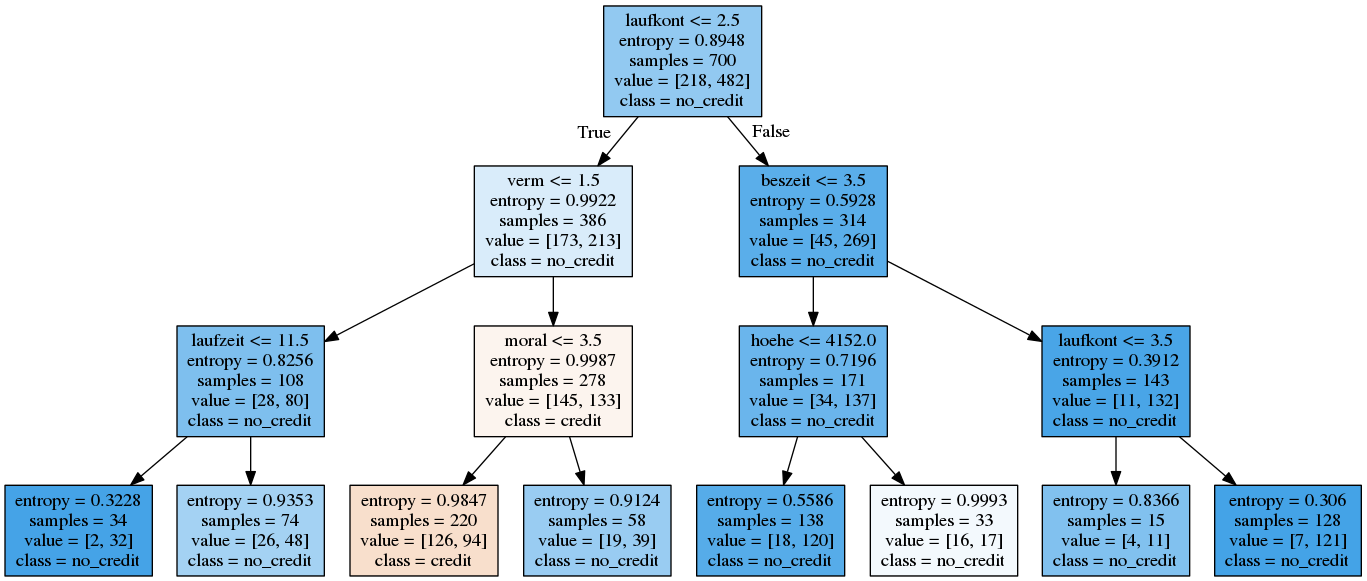 laufkont <= 2.5
entropy = 0.8948
samples = 700
value = [218, 482]
class = no_credit
True
False
verm <= 1.5
entropy = 0.9922
samples = 386
value = [173, 213]
class = no_credit
beszeit <= 3.5
entropy = 0.5928
samples = 314
value = [45, 269]
class = no_credit
laufzeit <= 11.5
entropy = 0.8256
samples = 108
value = [28, 80]
class = no_credit
moral <= 3.5
entropy = 0.9987
samples = 278
value = [145, 133]
class = credit
hoehe <= 4152.0
entropy = 0.7196
samples = 171
value = [34, 137]
class = no_credit
laufkont <= 3.5
entropy = 0.3912
samples = 143
value = [11, 132]
class = no_credit
entropy = 0.3228
samples = 34
value = [2, 32]
class = no_credit
entropy = 0.9353
samples = 74
value = [26, 48]
class = no_credit
entropy = 0.9847
samples = 220
value = [126, 94]
class = credit
entropy = 0.9124
samples = 58
value = [19, 39]
class = no_credit
entropy = 0.5586
samples = 138
value = [18, 120]
class = no_credit
entropy = 0.9993
samples = 33
value = [16, 17]
class = no_credit
entropy = 0.8366
samples = 15
value = [4, 11]
class = no_credit
entropy = 0.306
samples = 128
value = [7, 121]
class = no_credit